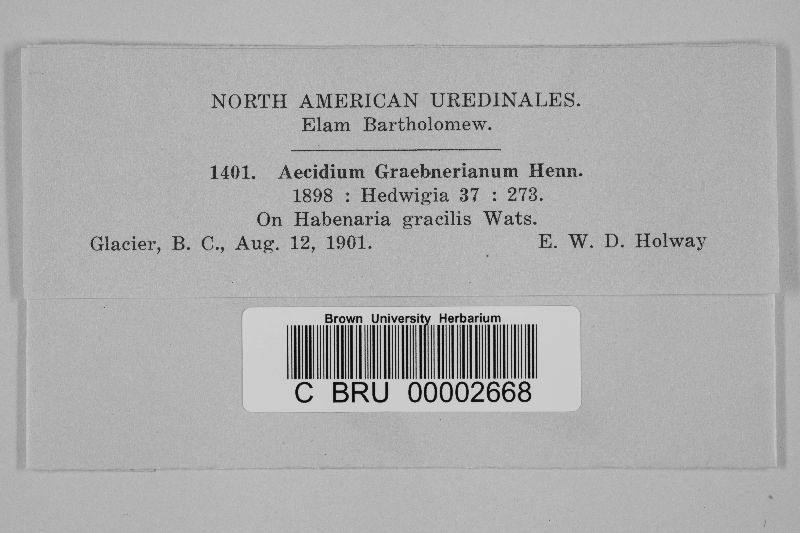 NORTH AMERICAN UREDINALES.
Elam Bartholomew.
1401. Aecidium Graebnerianum Henn.
1898 : Hedwigia 37 : 273.
On Habenaria gracilis Wats.
Glacier, B. C., Aug. 12, 1901. E. W. D. Holway
Brown University Herbarium
C BRU 00002668